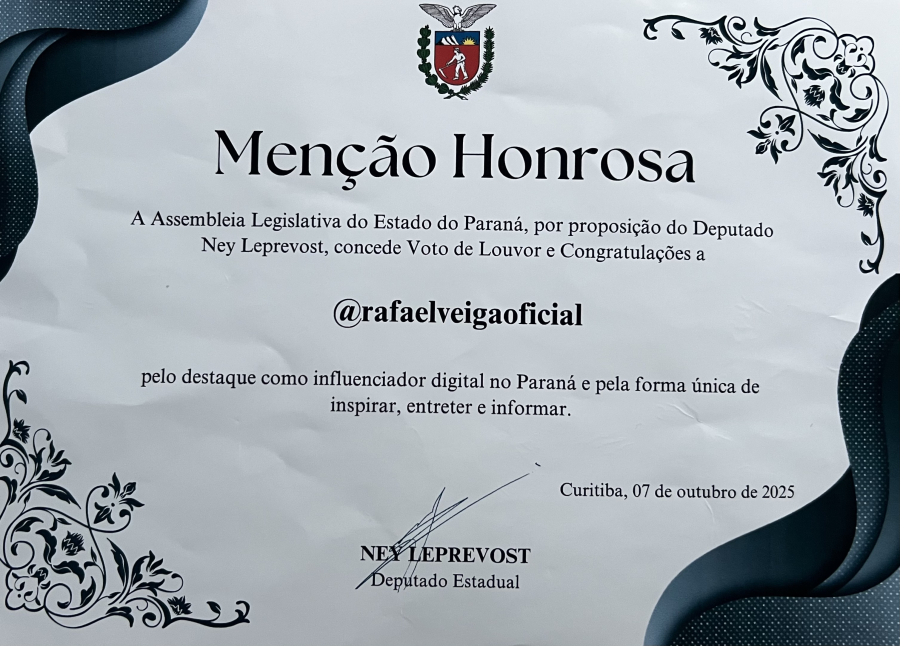 Menção Honrosa
A Assembleia Legislativa do Estado do Paraná, por proposição do Deputado
Ney Leprevost, concede Voto de Louvor e Congratulações a
@rafaelveigaoficial
pelo destaque como influenciador digital no Paraná e pela forma única de
inspirar, entreter e informar.
Curitiba, 07 de outubro de 2025
NEY LEPREVOST
Deputado Estadual